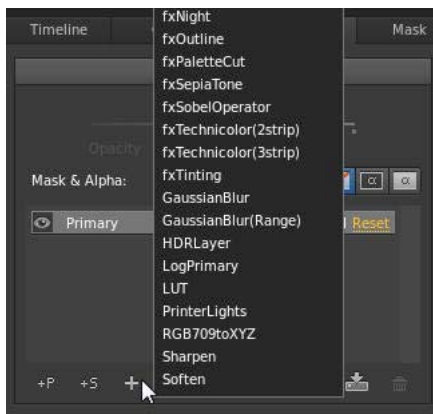 Timeline
Mask
fxNight
fxOutline
fxPaletteCut
fxSepiaTone
fxSobelOperator
fxTechnicolor(2strip)
fxTechnicolor(3strip)
fxTinting
GaussianBlur
GaussianBlur(Range)
HDRLayer
LogPrimary
LUT
PrinterLights
RGB709toXYZ
Sharpen
Soften
Opacity
Mask & Alpha:
α
α
Primary
Reset
+P
+S
+